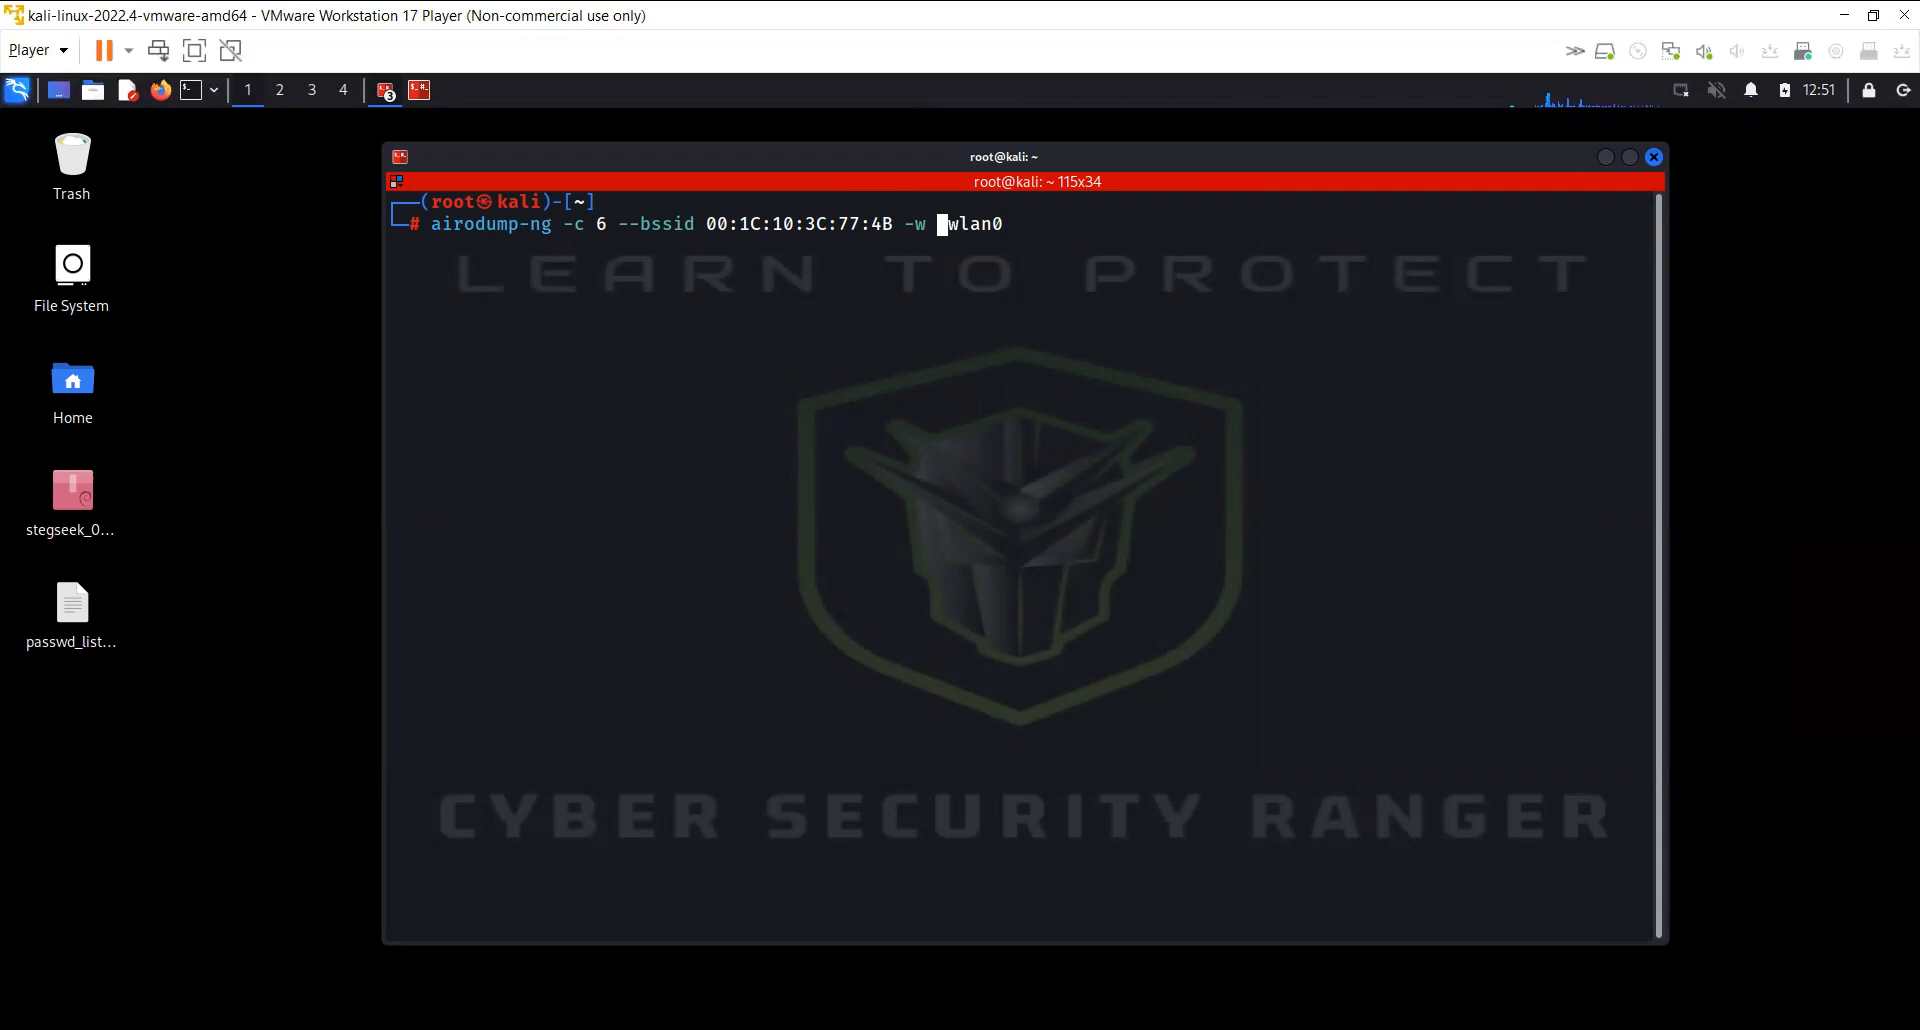 kali-linux-2022.4-vmware-amd64 - VMware Workstation 17 Player (Non-commercial use only)
Player
1 2 3 4
3
12:51
Trash
File System
Home
stegseek_0...
passwd_list...
root@kali: ~
root@kali: ~ 115x34
(root㉿kali)-[~]
# airodump-ng -c 6 --bssid 00:1C:10:3C:77:4B -w wlan0
LEARN TO PROTECT
CYBER SECURITY RANGER